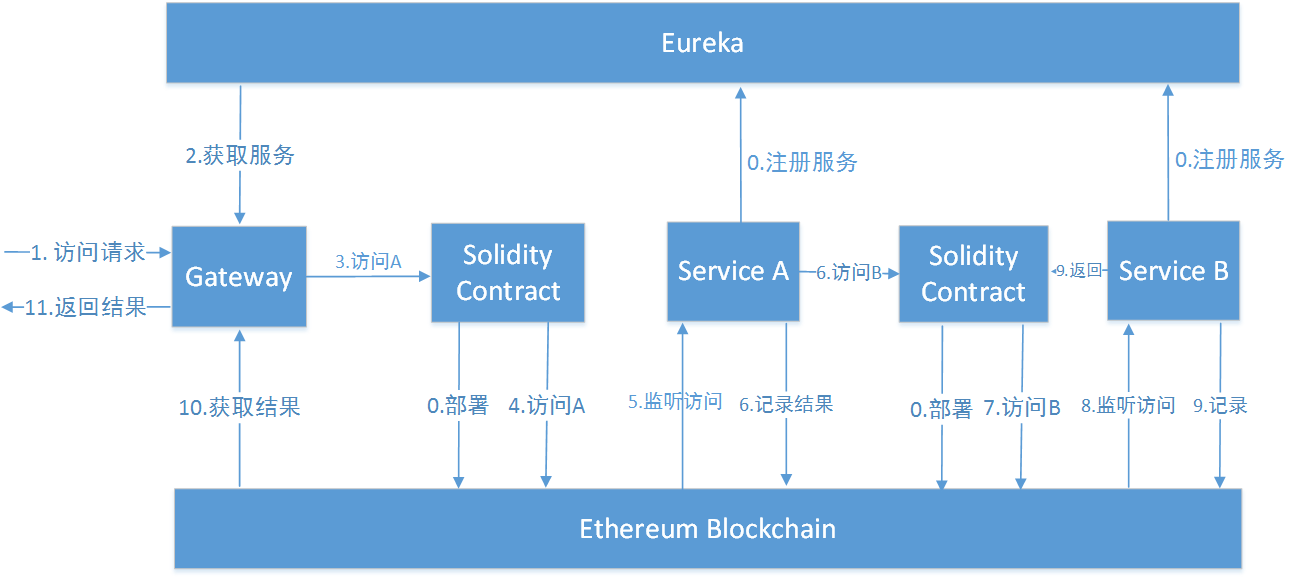 Eureka
2.获取服务
0.注册服务
0.注册服务
1. 访问请求
11.返回结果
Gateway
3.访问A
Solidity
Contract
Service A
6.访问B
Solidity
Contract
9.返回
Service B
10.获取结果
0.部署
4.访问A
5.监听访问
6.记录结果
0.部署
7.访问B
8.监听访问
9.记录
Ethereum Blockchain